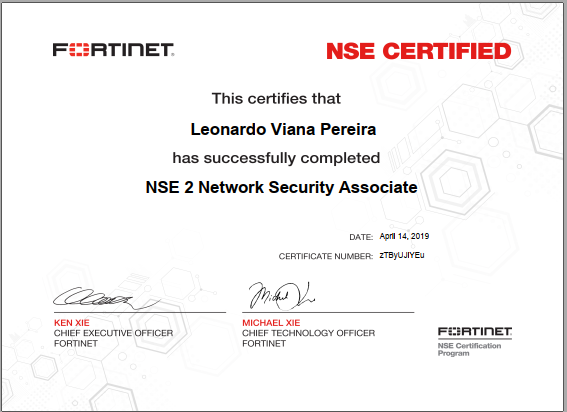 FORTINET
NSE CERTIFIED
This certifies that
Leonardo Viana Pereira
has successfully completed
NSE 2 Network Security Associate
DATE: April 14, 2019
CERTIFICATE NUMBER: zTByUJIYEu
KEN XIE
CHIEF EXECUTIVE OFFICER
FORTINET
MICHAEL XIE
CHIEF TECHNOLOGY OFFICER
FORTINET
FORTINET
NSE Certification
Program